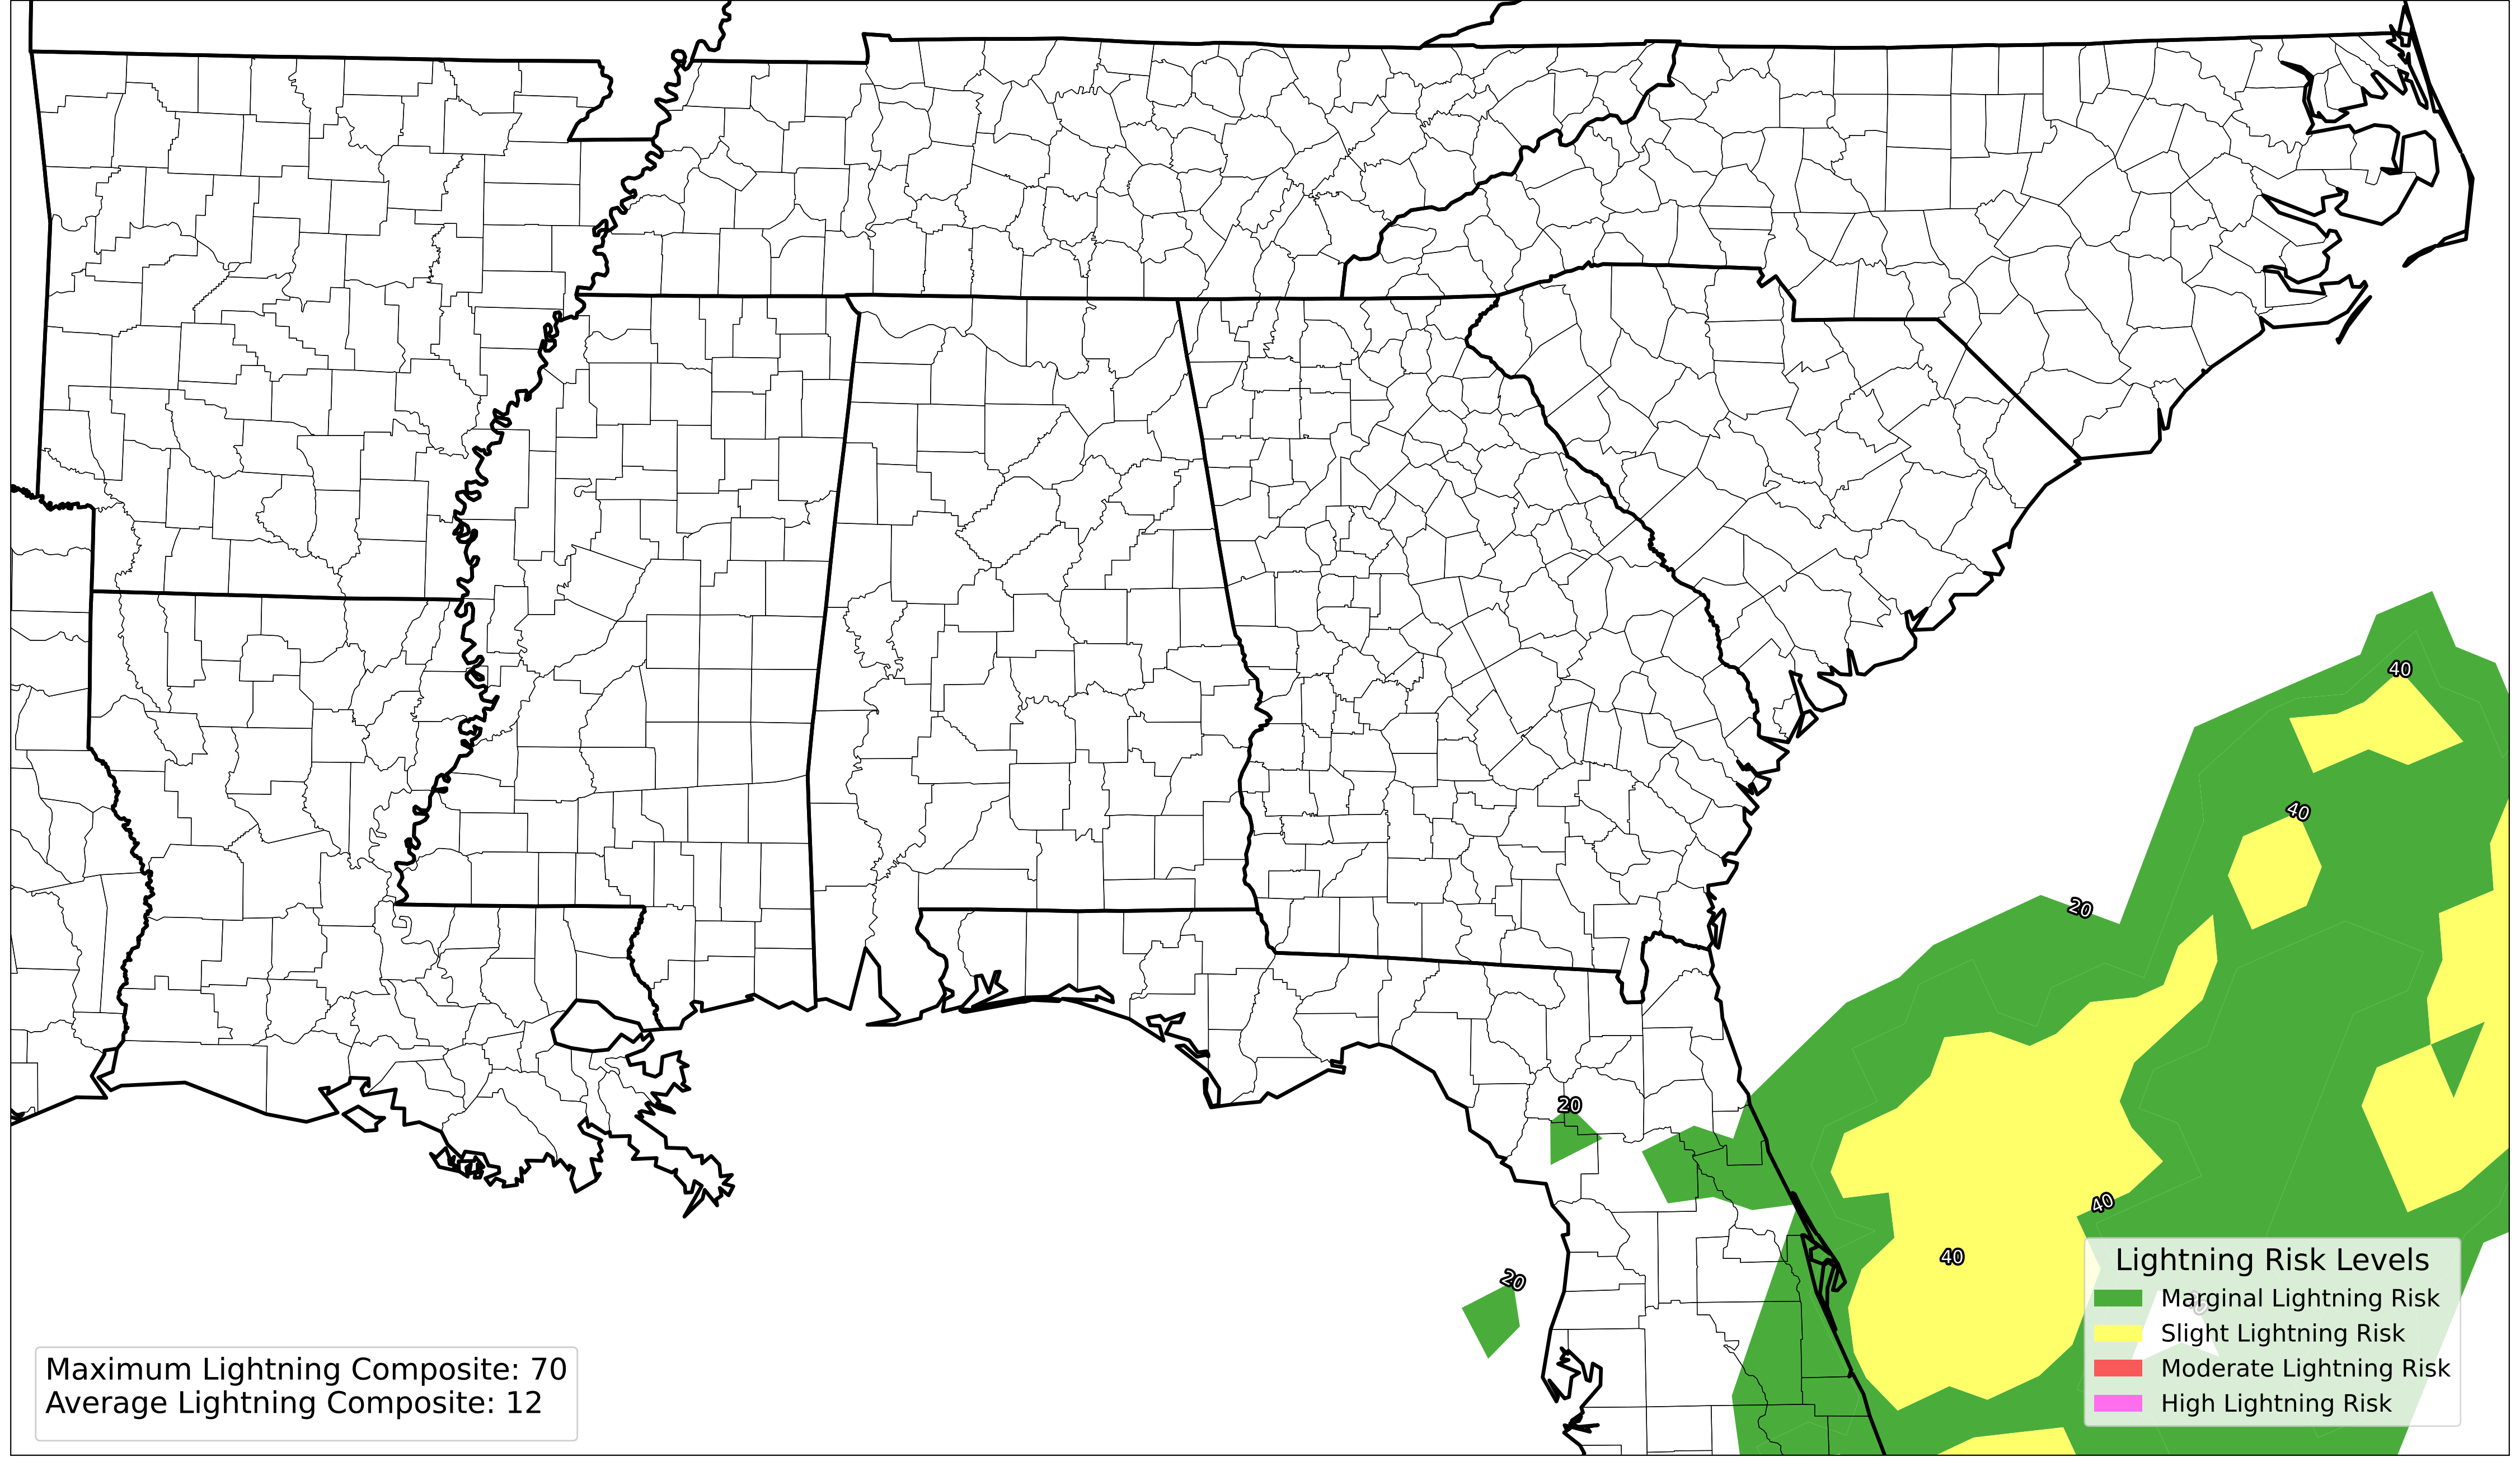 40
40
20
20
40
40
20
Lightning Risk Levels
Marginal Lightning Risk
Slight Lightning Risk
Moderate Lightning Risk
High Lightning Risk
Maximum Lightning Composite: 70
Average Lightning Composite: 12